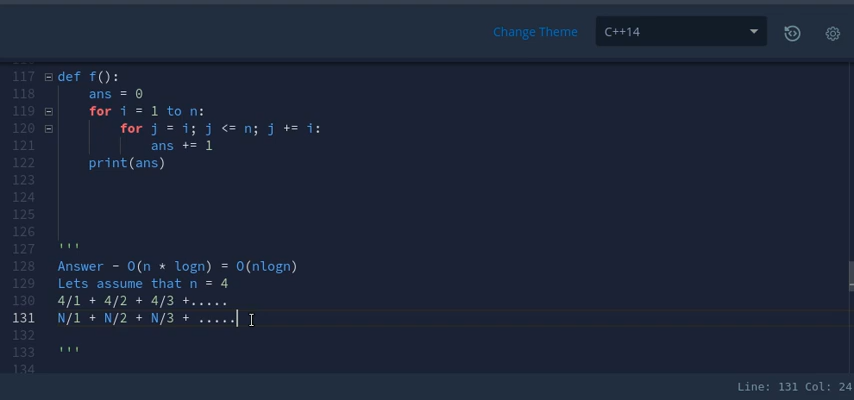 Change Theme C++14
117 def f():
118 ans = 0
119 for i = 1 to n:
120 for j = i; j <= n; j += i:
121 ans += 1
122 print(ans)
123
124
125
126
127 '''
128 Answer - O(n * logn) = O(nlogn)
129 Lets assume that n = 4
130 4/1 + 4/2 + 4/3 +.....
131 N/1 + N/2 + N/3 + .....
132
133 '''
134
Line: 131 Col: 24